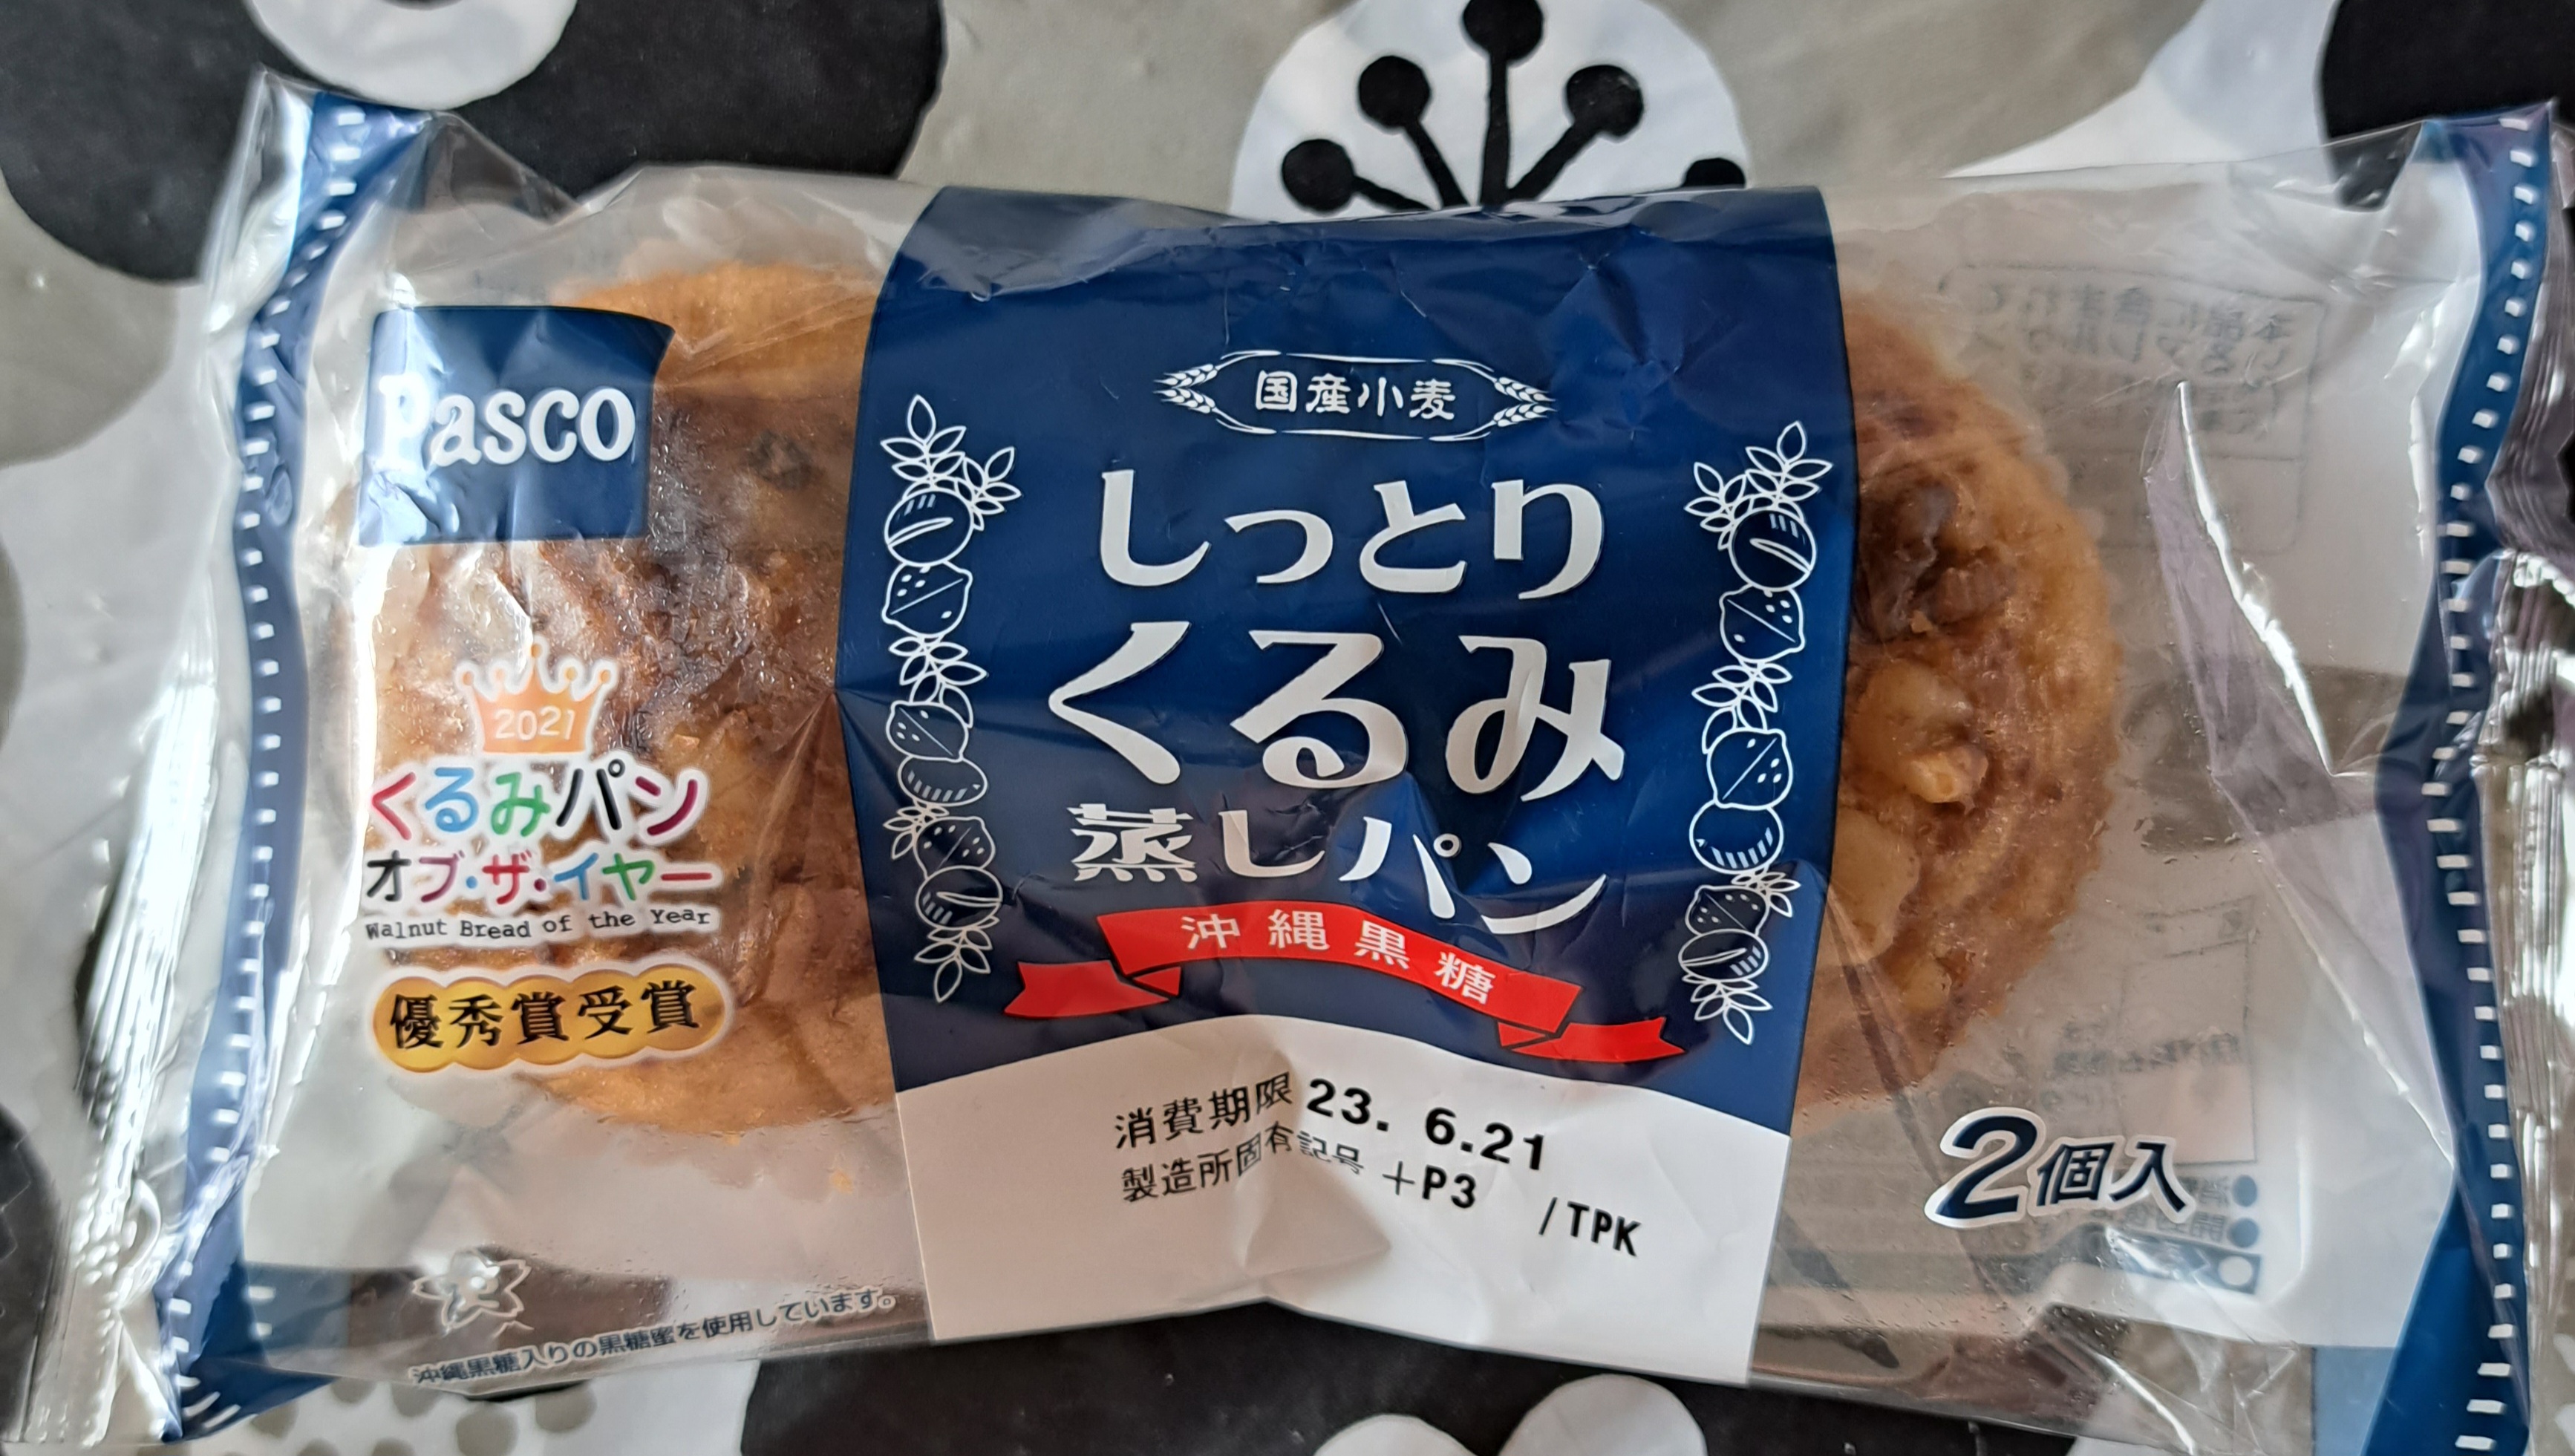 Pasco
2021
くるみパン
オブ・ザ・イヤー
Walnut Bread of the Year
優秀賞受賞
国産小麦
しっとり
くるみ
蒸しパン
沖縄黒糖
消費期限 23. 6.21
製造所固有記号 +P3 /TPK
2個入
沖縄黒糖入りの黒糖蜜を使用しています。